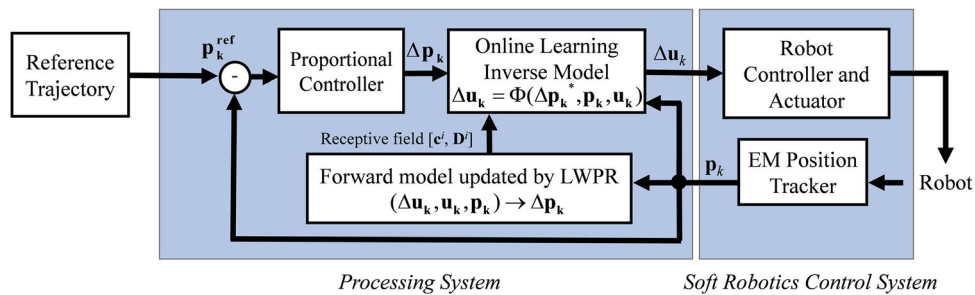 Reference
Trajectory
p_k^ref
-
Proportional
Controller
Δp_k
Online Learning
Inverse Model
Δu_k = Φ(Δp_k^*, p_k, u_k)
Δu_k
Robot
Controller and
Actuator
Receptive field [c^i, D^i]
Forward model updated by LWPR
(Δu_k, u_k, p_k) → Δp_k
p_k
EM Position
Tracker
Robot
Processing System
Soft Robotics Control System